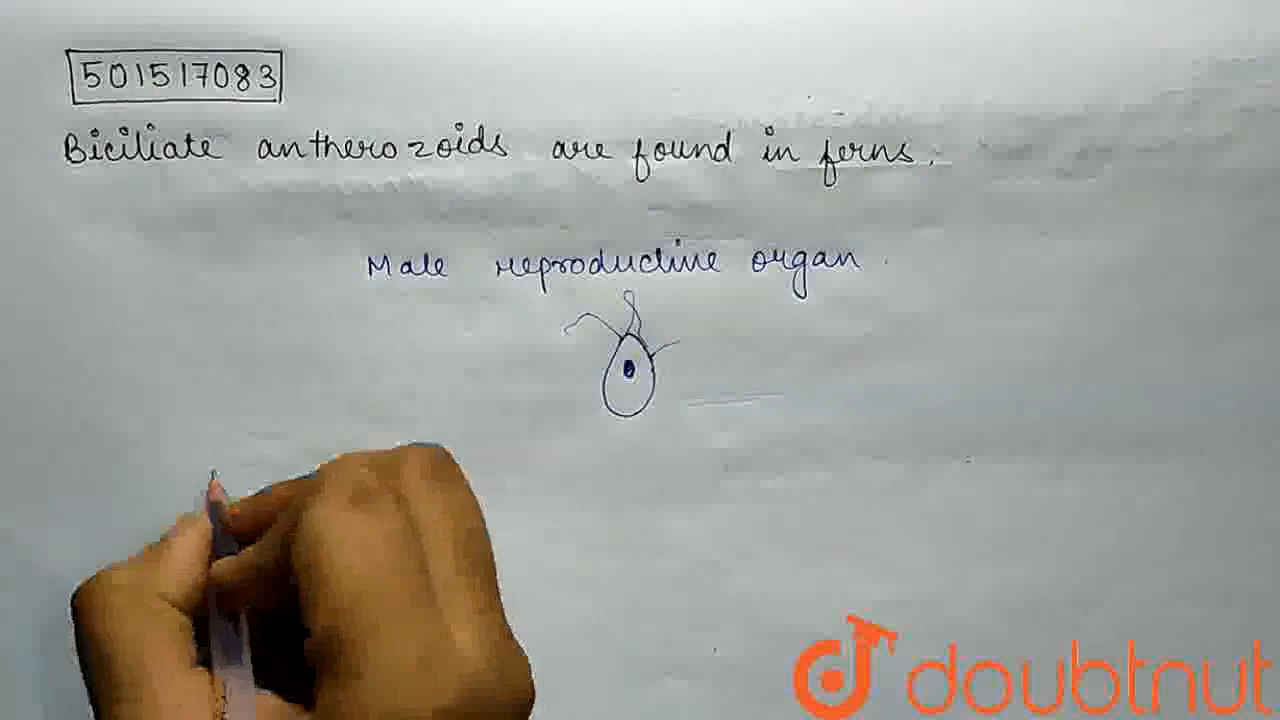 501517083
Biciliate antherozoids are found in ferns.
Male reproductive organ.
doubtnut